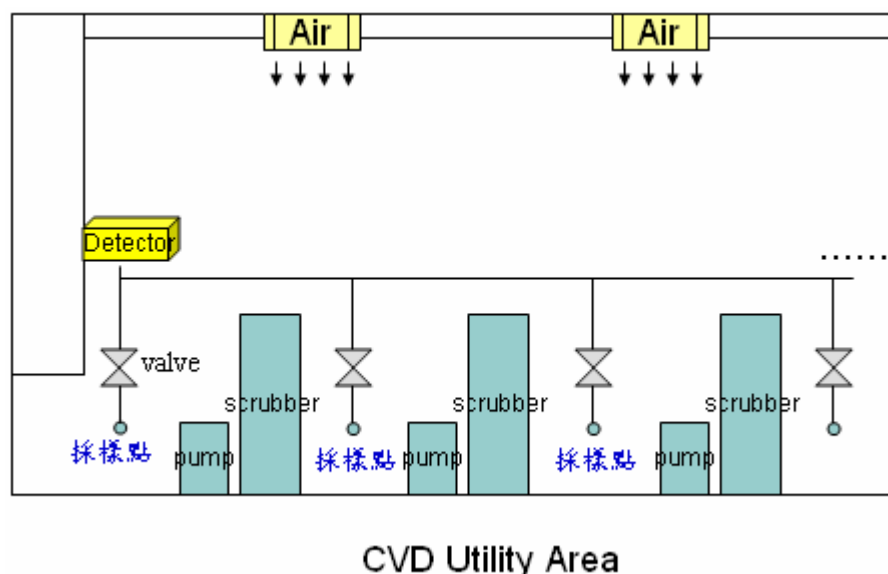 Air
Air
Detector
......
valve
scrubber
scrubber
scrubber
採樣點
pump
採樣點
pump
採樣點
pump
CVD Utility Area